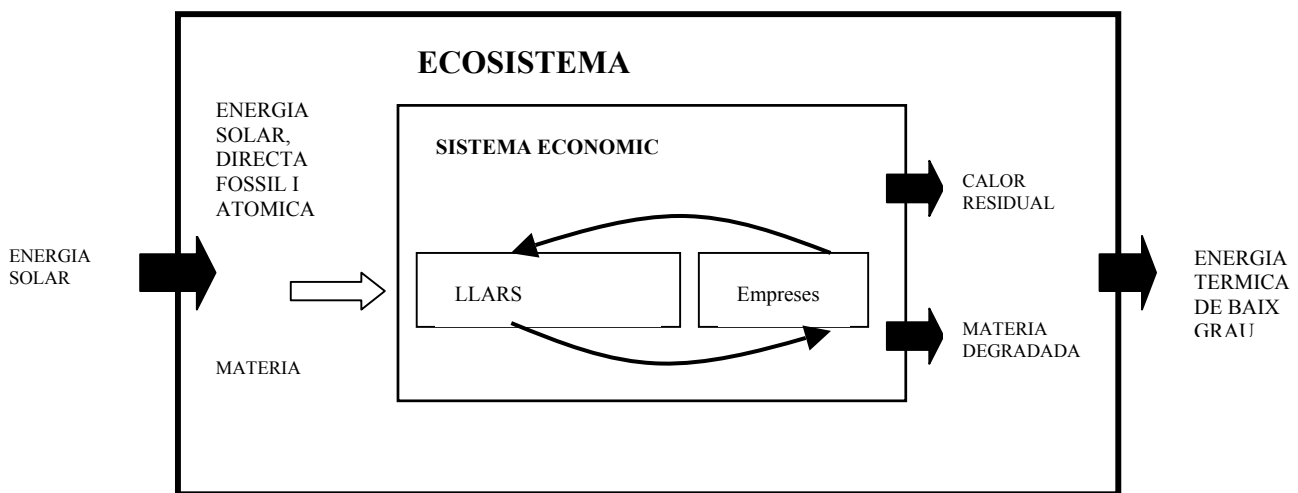 ECOSISTEMA
ENERGIA
SOLAR,
DIRECTA
FOSSIL I
ATOMICA
SISTEMA ECONOMIC
CALOR
RESIDUAL
ENERGIA
SOLAR
ENERGIA
TERMICA
DE BAIX
GRAU
LLARS
Empreses
MATERIA
DEGRADADA
MATERIA